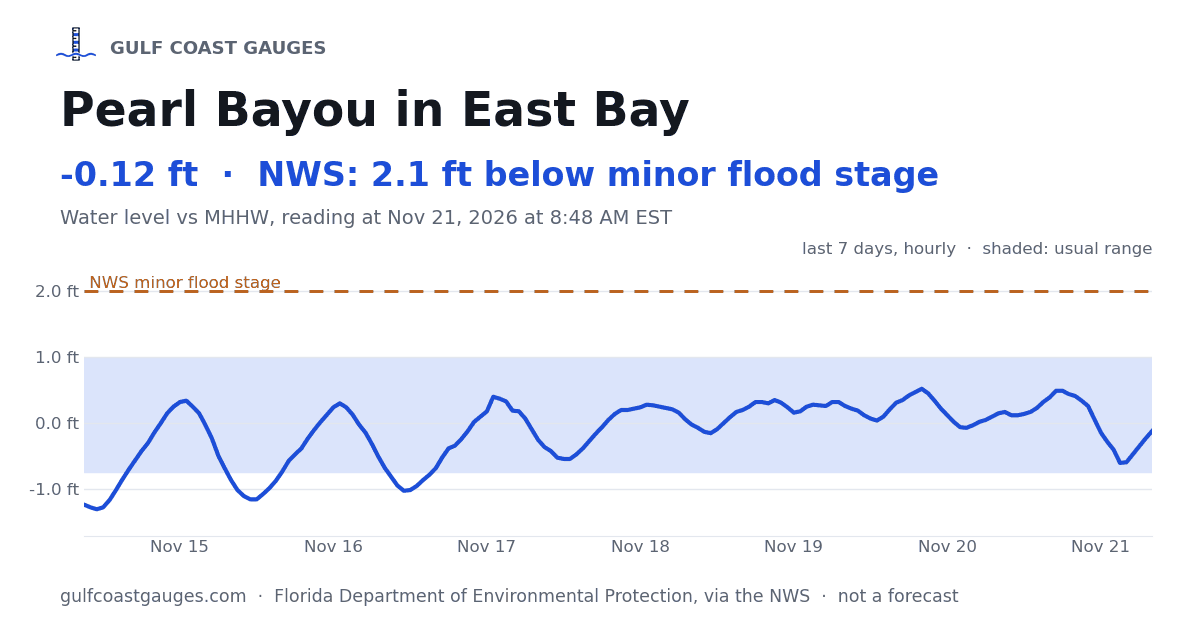 GULF COAST GAUGES
Pearl Bayou in East Bay
-0.12 ft · NWS: 2.1 ft below minor flood stage
Water level vs MHHW, reading at Nov 21, 2026 at 8:48 AM EST
last 7 days, hourly · shaded: usual range
NWS minor flood stage
2.0 ft
1.0 ft
0.0 ft
-1.0 ft
Nov 15 Nov 16 Nov 17 Nov 18 Nov 19 Nov 20 Nov 21
gulfcoastgauges.com · Florida Department of Environmental Protection, via the NWS · not a forecast